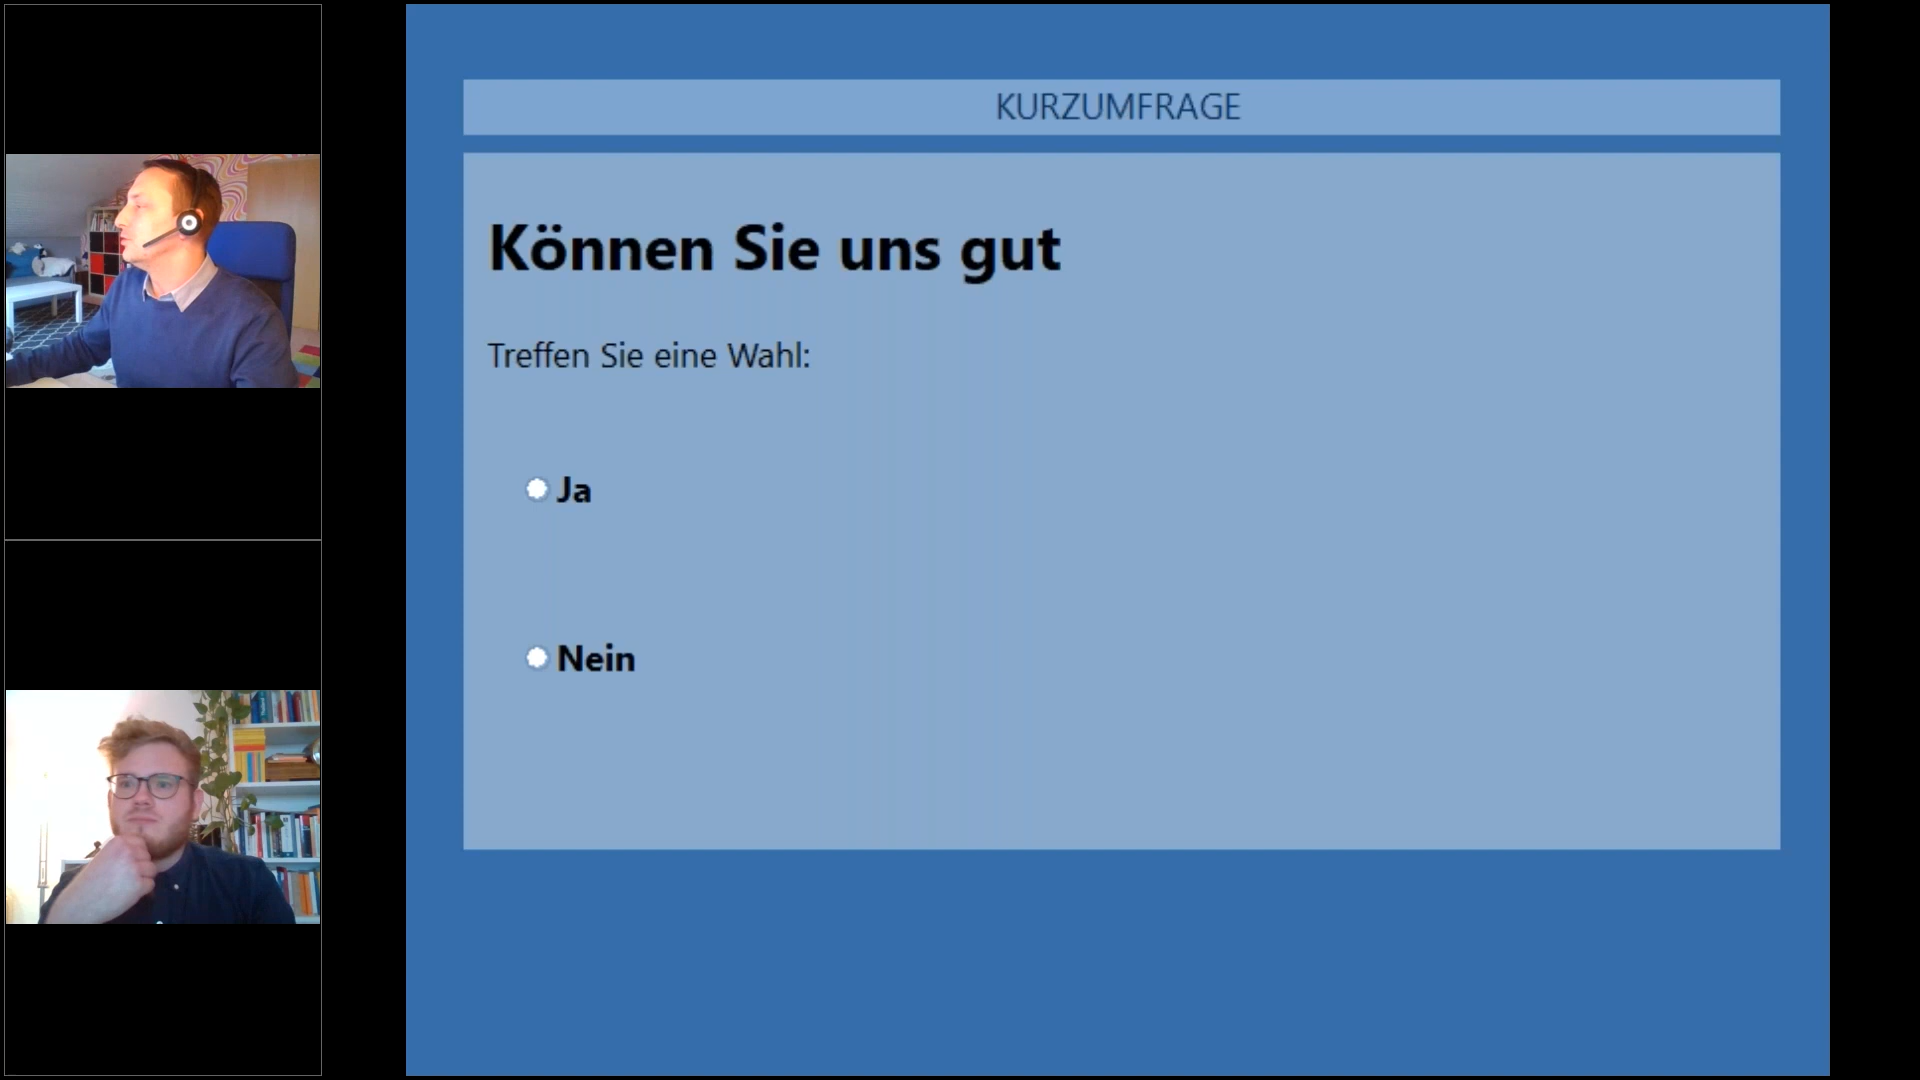 KURZUMFRAGE
Können Sie uns gut
Treffen Sie eine Wahl:
Ja
Nein